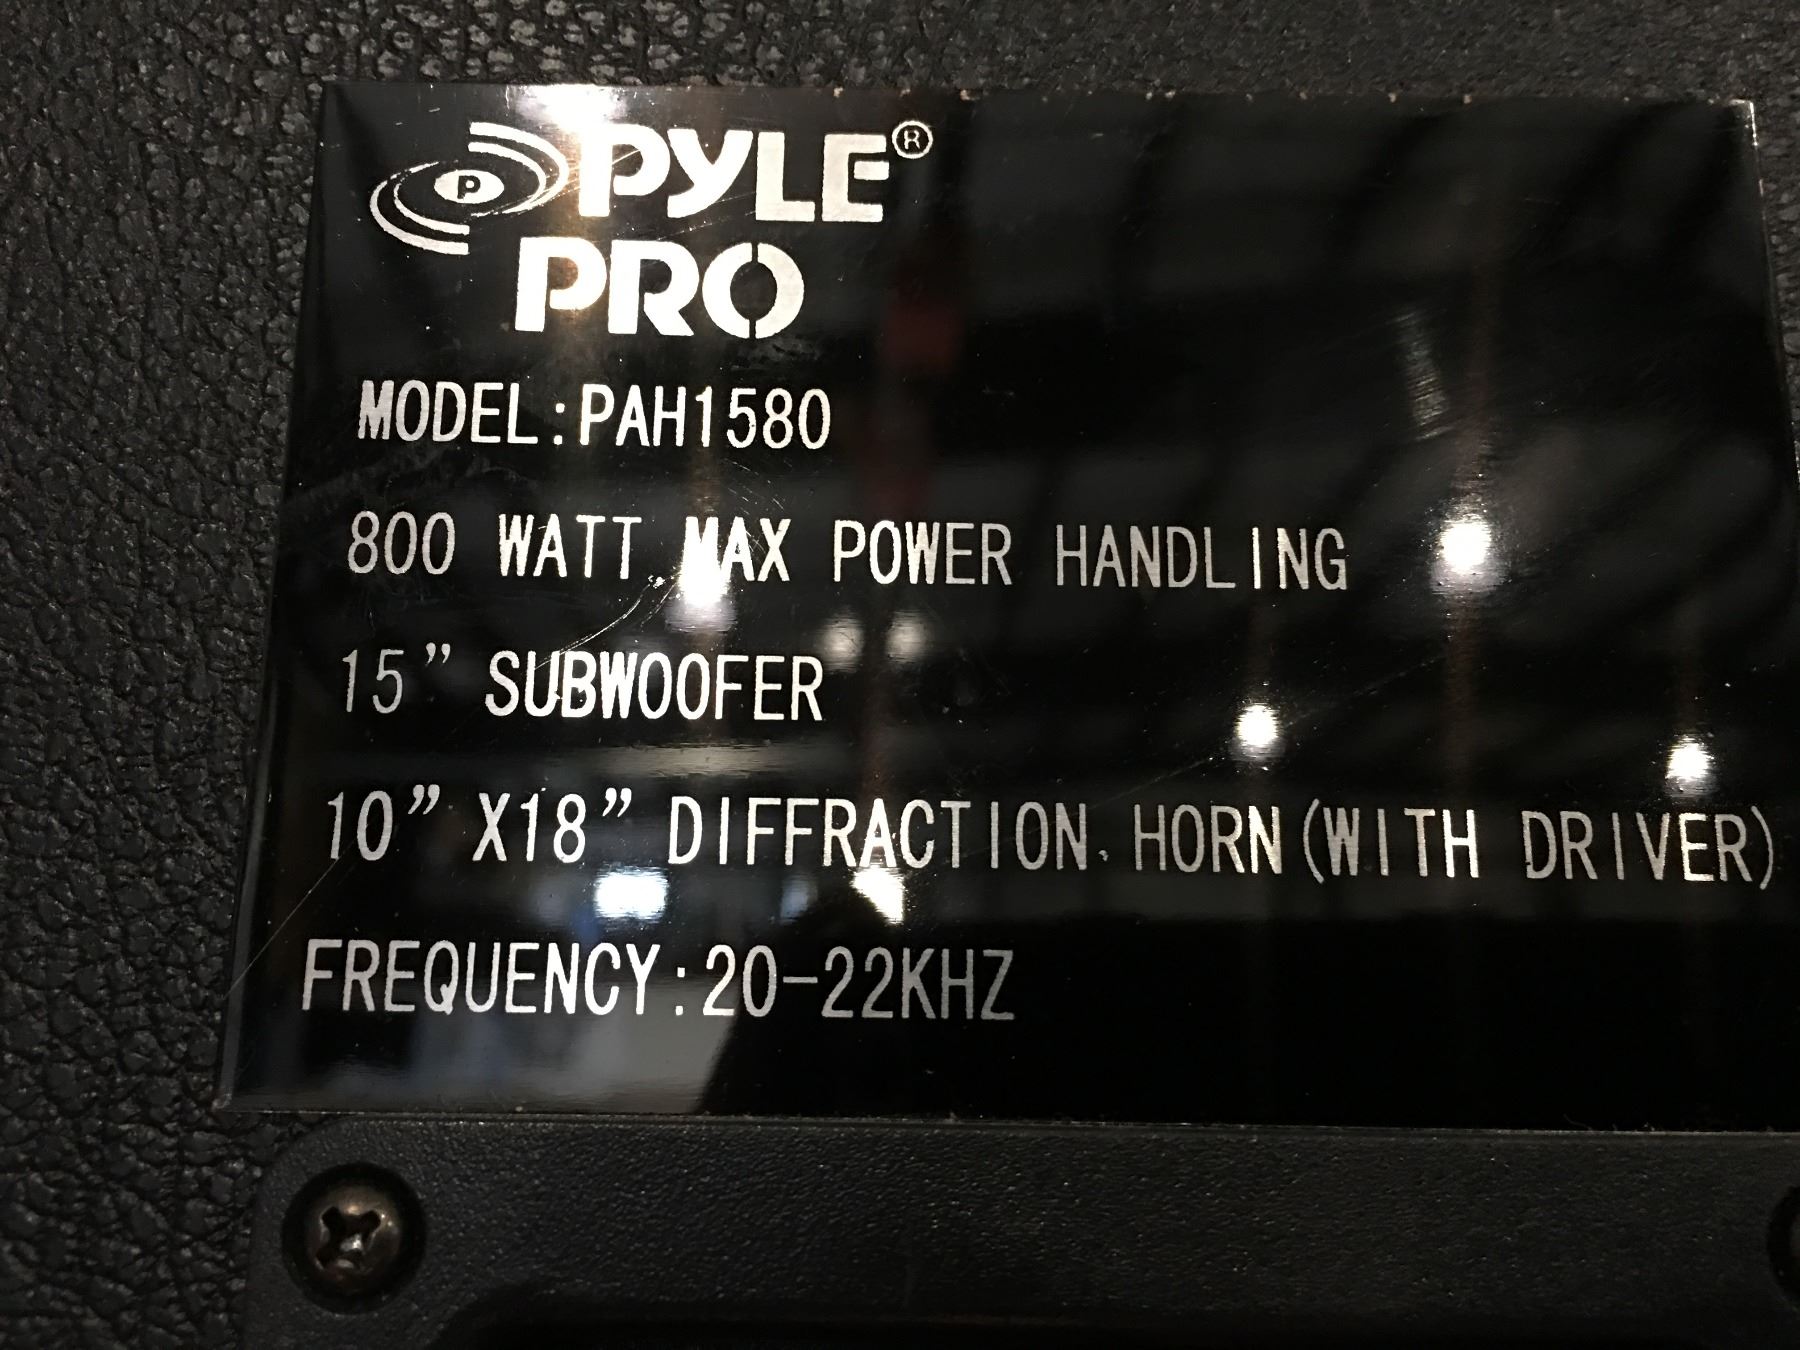 P PYLE®
PRO
MODEL:PAH1580
800 WATT MAX POWER HANDLING
15" SUBWOOFER
10" X18" DIFFRACTION HORN(WITH DRIVER)
FREQUENCY:20-22KHZ